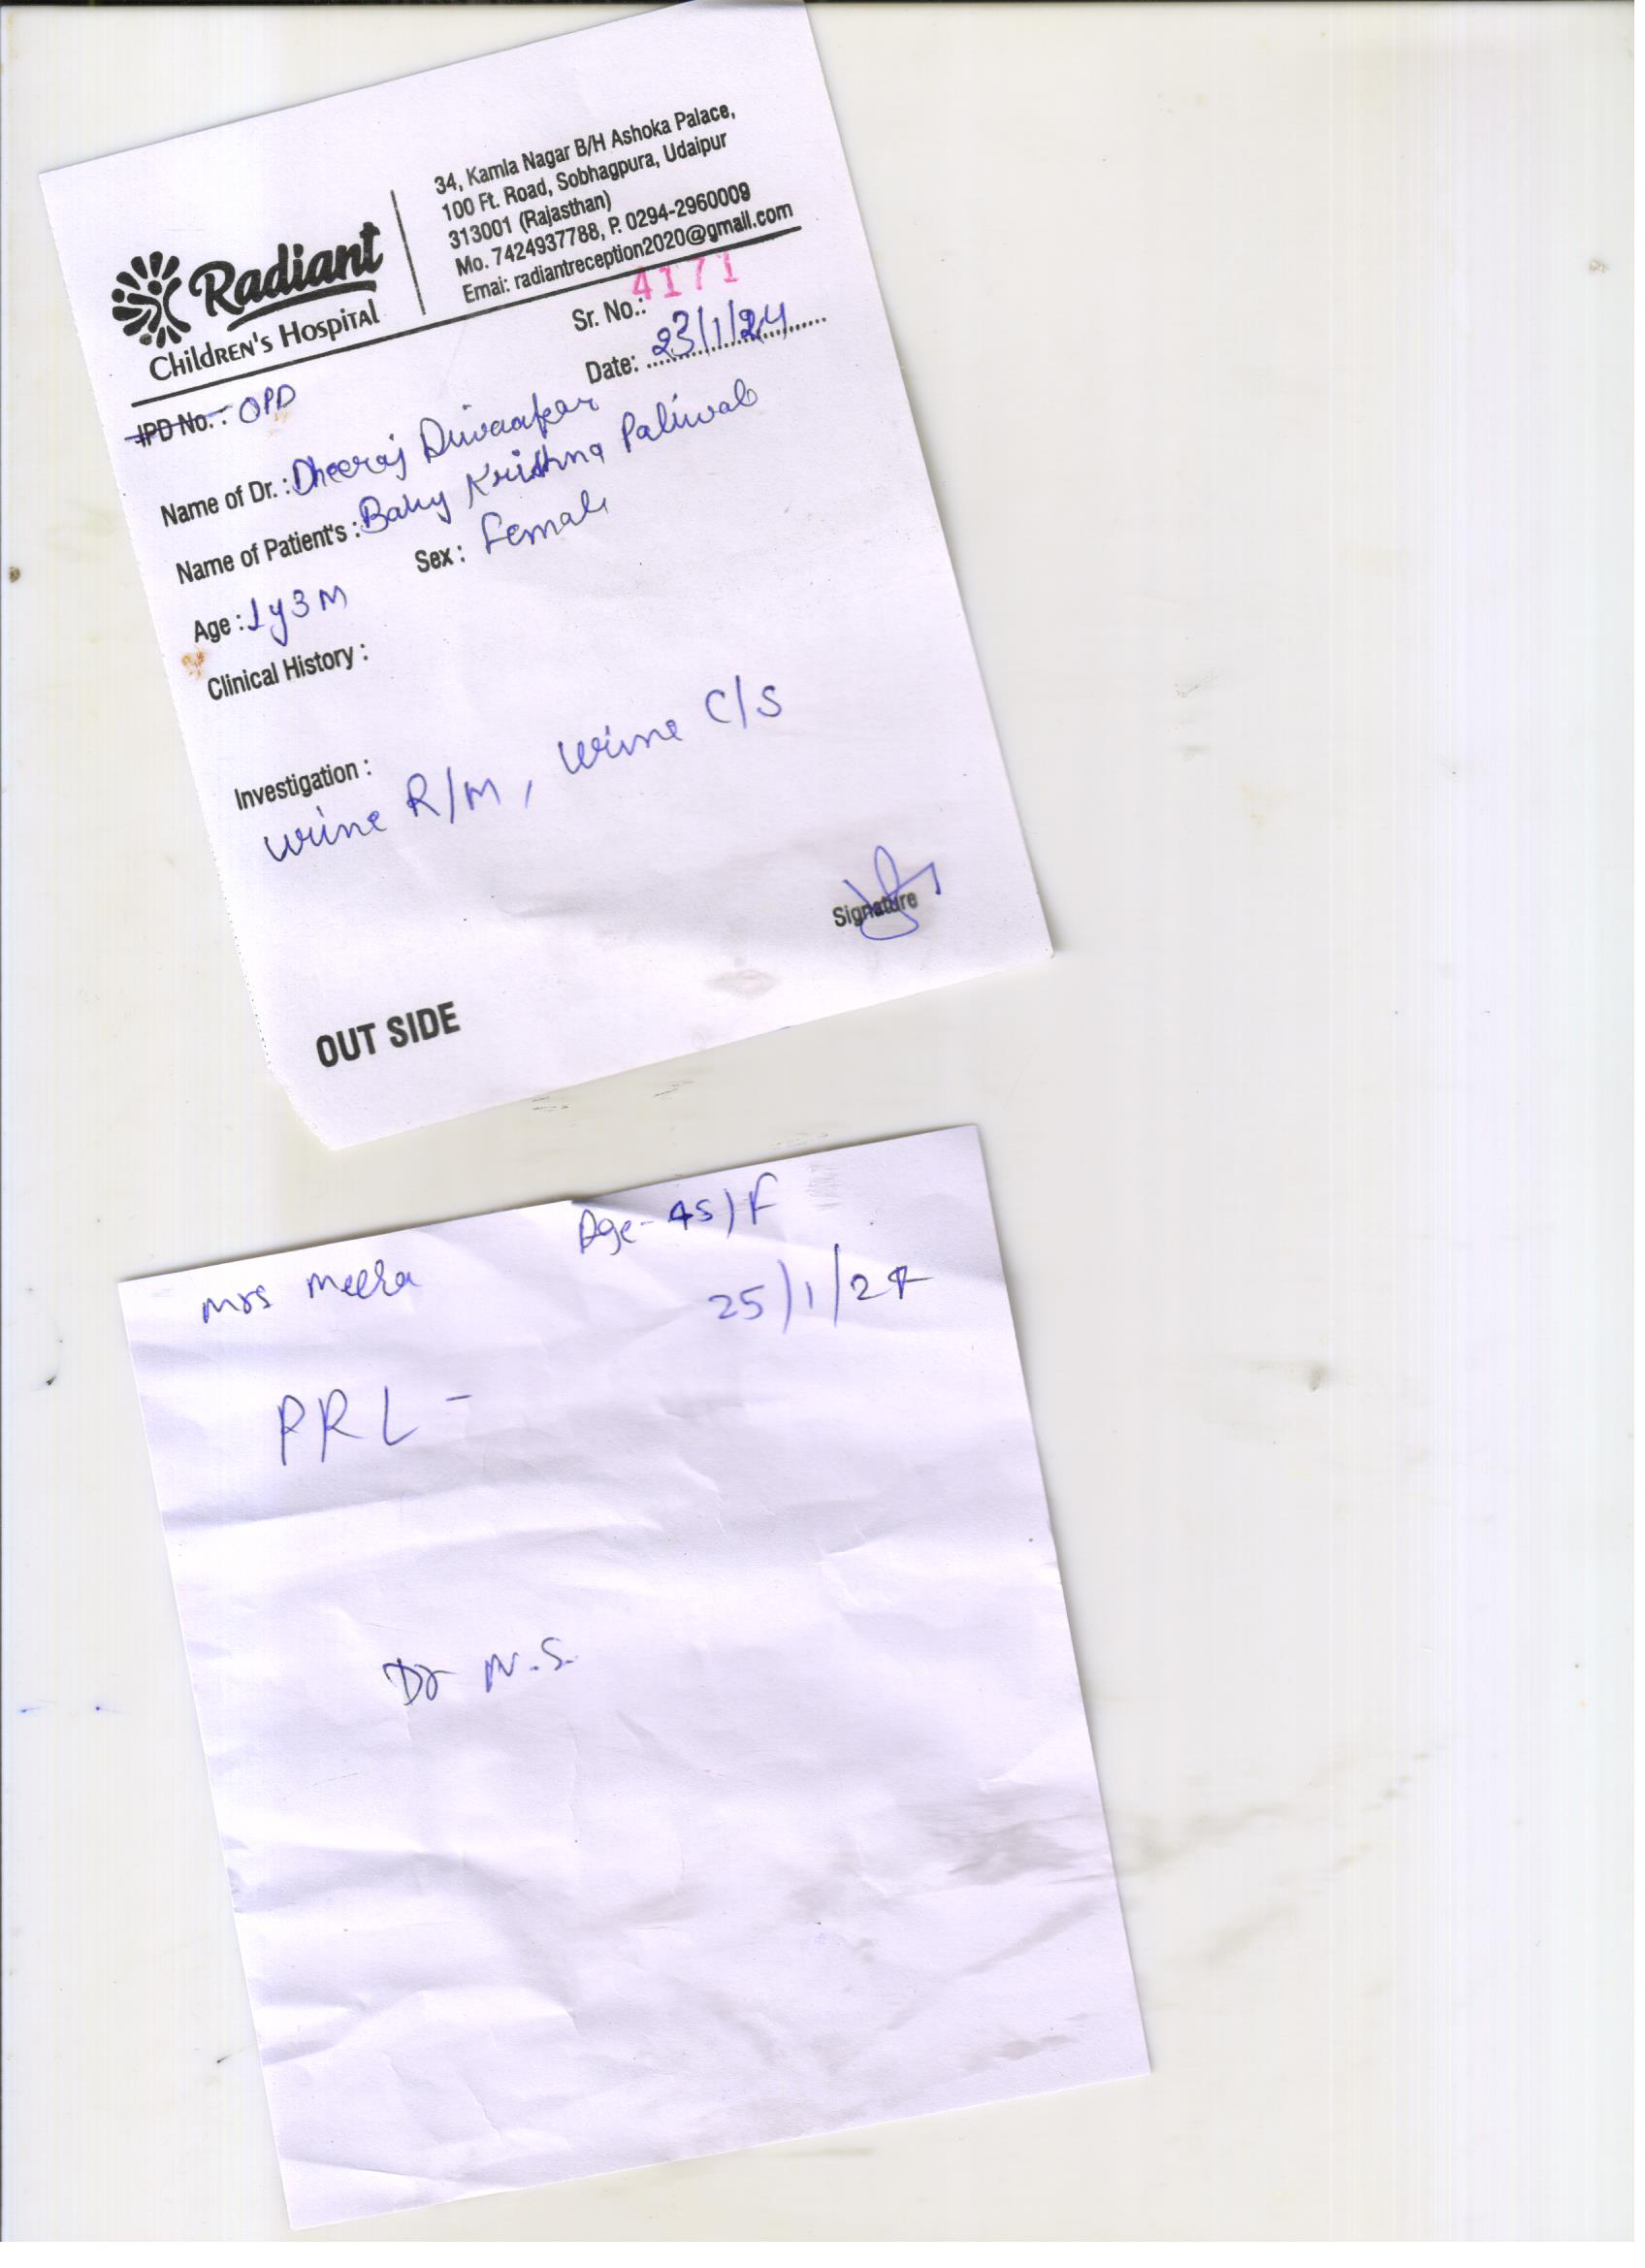 Radiant
Children's Hospital
34, Kamla Nagar B/H Ashoka Palace,
100 Ft. Road, Sobhagpura, Udaipur
313001 (Rajasthan)
Mo. 7424937788, P. 0294-2960009
Emai: radiantreception2020@gmail.com
Sr. No.: 4171
Date: 23/1/24
IPD No. : OPD
Name of Dr. : Dheeraj Diwaakar
Name of Patient's : Baby Krishna Paliwal
Age : 1y3M Sex : Female
Clinical History :
Investigation :
urine R/M, urine C/S
Signature
OUT SIDE
Age - 45/F
Mrs Meera
25/1/24
PRL -
Dr N.S.